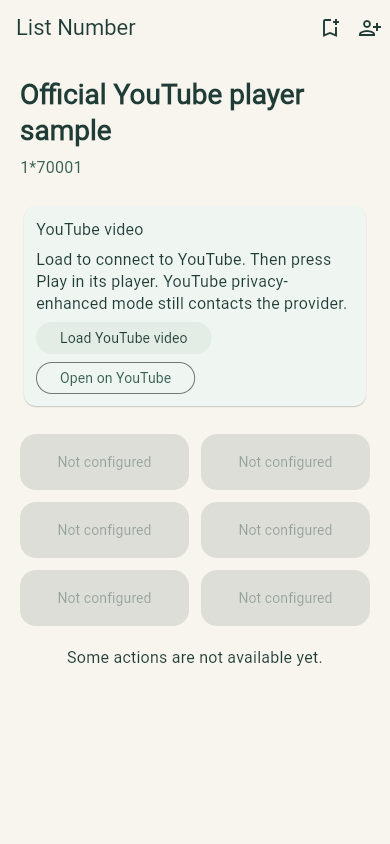 List Number
Official YouTube player
sample
1*70001
YouTube video
Load to connect to YouTube. Then press
Play in its player. YouTube privacy-
enhanced mode still contacts the provider.
Load YouTube video
Open on YouTube
Not configured
Not configured
Not configured
Not configured
Not configured
Not configured
Some actions are not available yet.